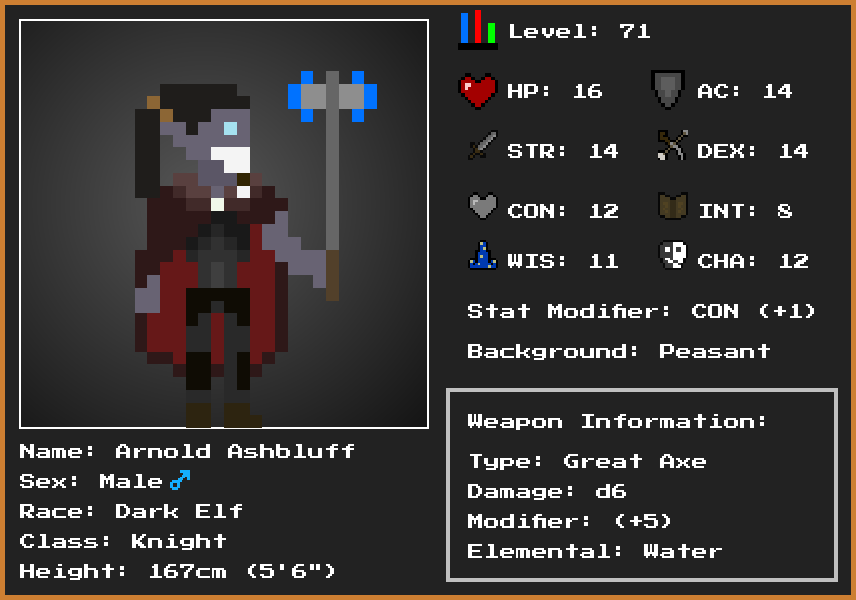 Level: 71
HP: 16
AC: 14
STR: 14
DEX: 14
CON: 12
INT: 8
WIS: 11
CHA: 12
Stat Modifier: CON (+1)
Background: Peasant
Name: Arnold Ashbluff
Sex: Male♂
Race: Dark Elf
Class: Knight
Height: 167cm (5'6")
Weapon Information:
Type: Great Axe
Damage: d6
Modifier: (+5)
Elemental: Water